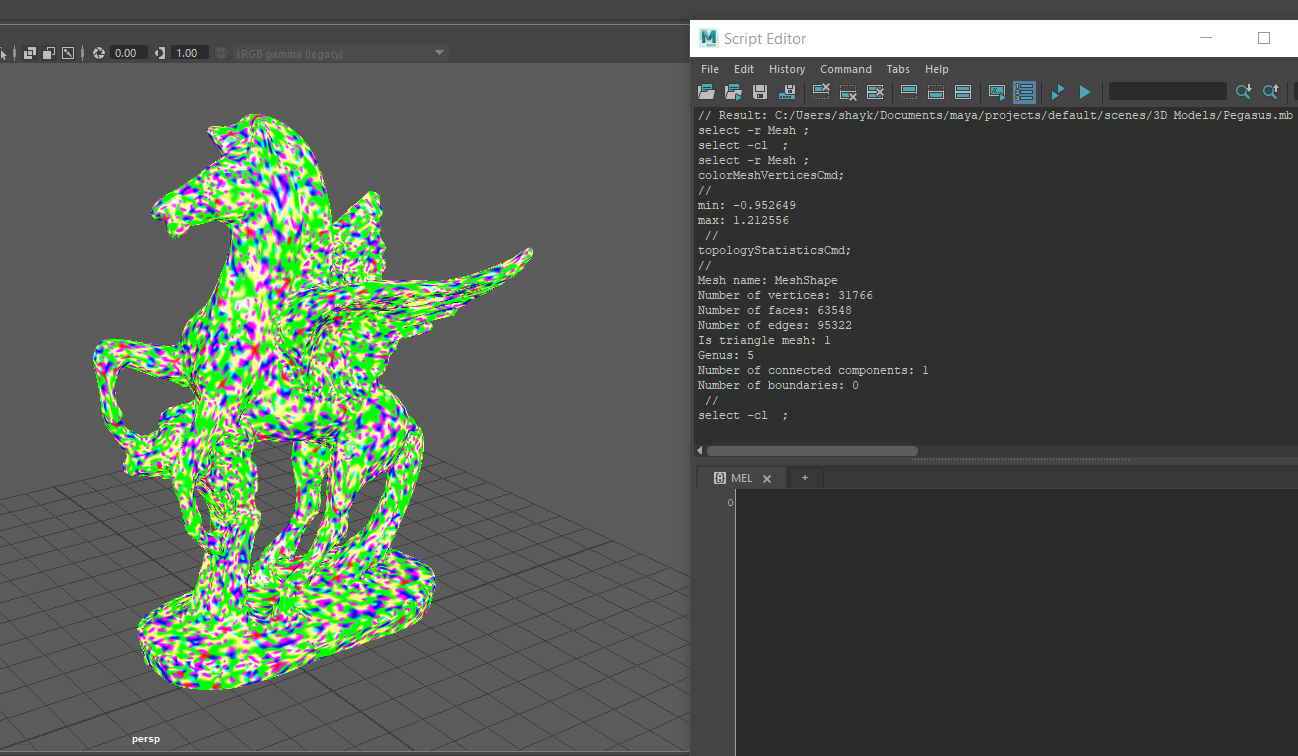 Script Editor
File Edit History Command Tabs Help
0.00 1.00 sRGB gamma (legacy)
// Result: C:/Users/shayk/Documents/maya/projects/default/scenes/3D Models/Pegasus.mb
select -r Mesh ;
select -cl  ;
select -r Mesh ;
colorMeshVerticesCmd;
//
min: -0.952649
max: 1.212556
//
topologyStatisticsCmd;
//
Mesh name: MeshShape
Number of vertices: 31766
Number of faces: 63548
Number of edges: 95322
Is triangle mesh: 1
Genus: 5
Number of connected components: 1
Number of boundaries: 0
//
select -cl  ;
MEL
+
0
persp